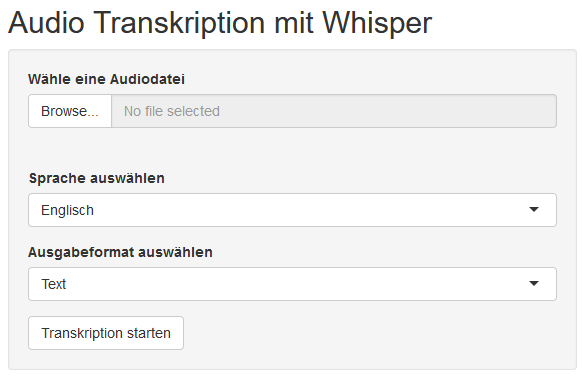 Audio Transkription mit Whisper
Wähle eine Audiodatei
Browse... No file selected
Sprache auswählen
Englisch
Ausgabeformat auswählen
Text
Transkription starten